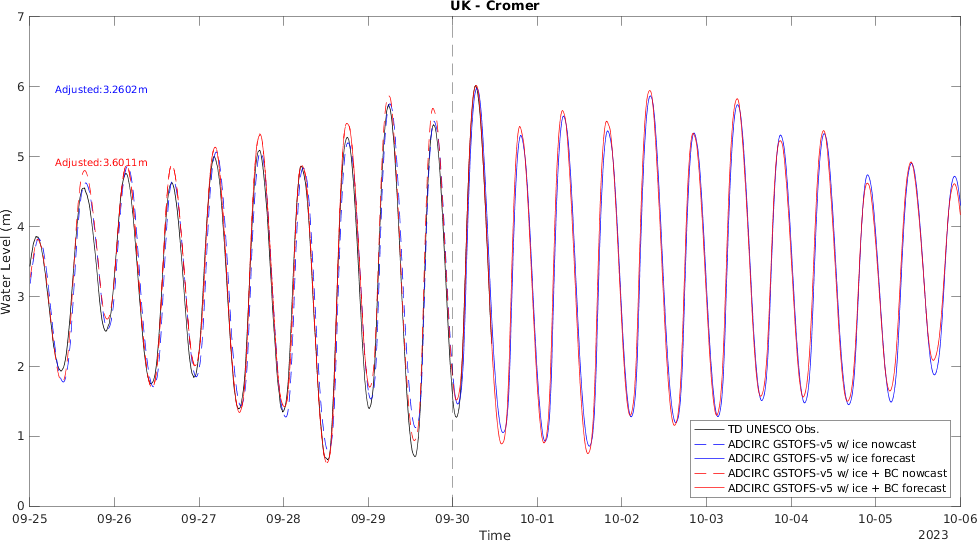 UK - Cromer
7
6
5
4
3
2
1
0
Water Level (m)
Adjusted:3.2602m
Adjusted:3.6011m
TD UNESCO Obs.
ADCIRC GSTOFS-v5 w/ ice nowcast
ADCIRC GSTOFS-v5 w/ ice forecast
ADCIRC GSTOFS-v5 w/ ice + BC nowcast
ADCIRC GSTOFS-v5 w/ ice + BC forecast
09-25 09-26 09-27 09-28 09-29 09-30 10-01 10-02 10-03 10-04 10-05 10-06
Time
2023